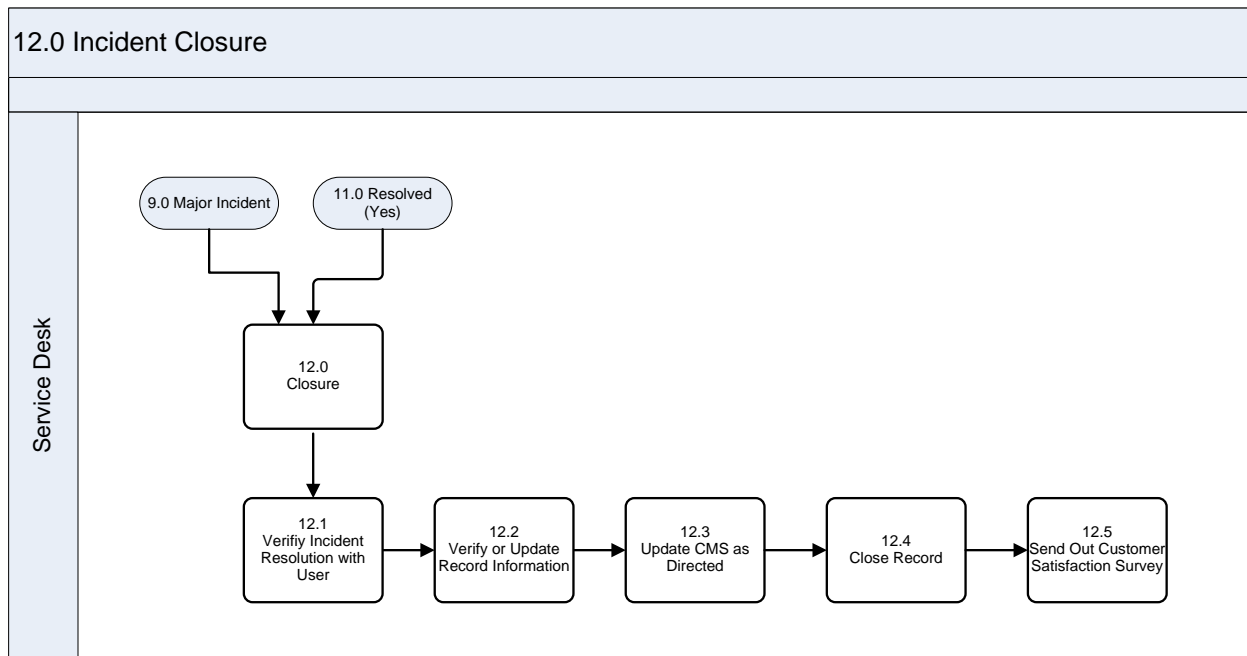 12.0 Incident Closure
Service Desk
9.0 Major Incident
11.0 Resolved
(Yes)
12.0
Closure
12.1
Verifiy Incident
Resolution with
User
12.2
Verify or Update
Record Information
12.3
Update CMS as
Directed
12.4
Close Record
12.5
Send Out Customer
Satisfaction Survey